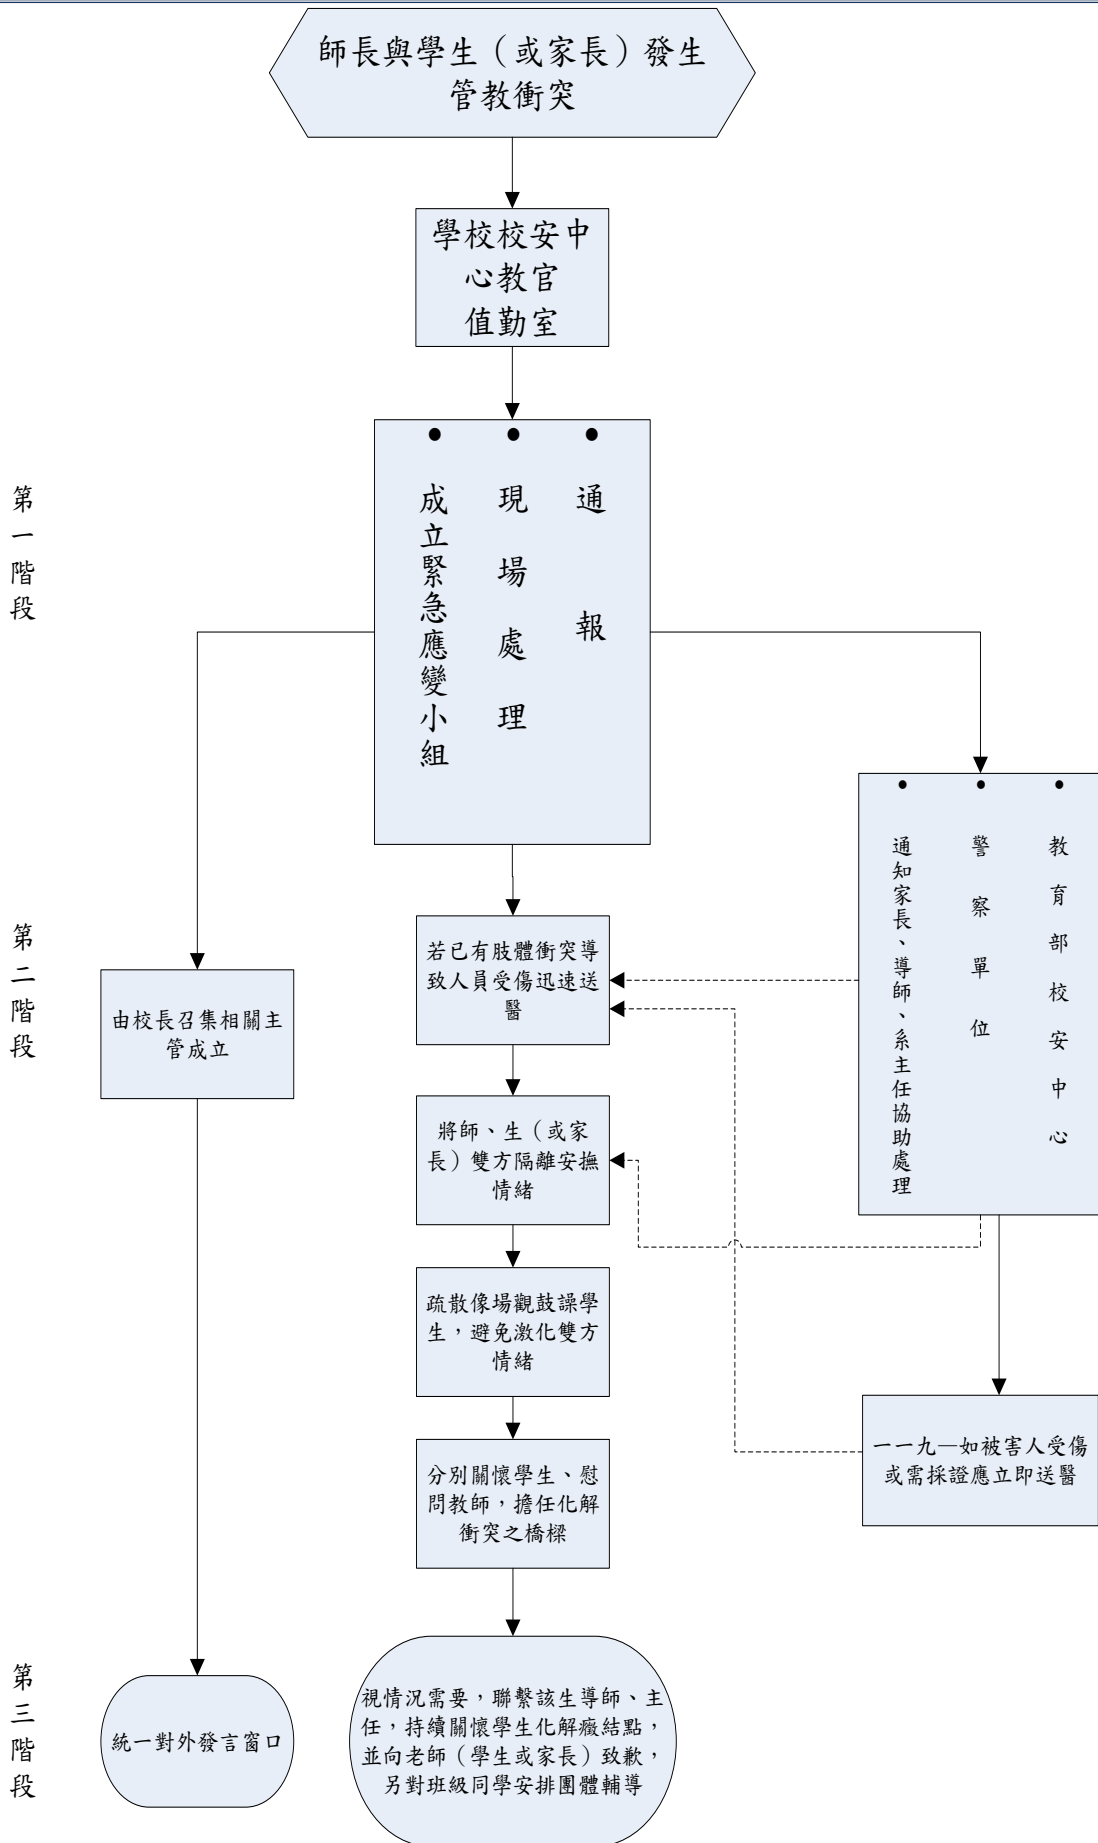 師長與學生（或家長）發生
管教衝突
學校校安中
心教官
值勤室
第一階段
• 通報
• 現場處理
• 成立緊急應變小組
第二階段
• 教育部校安中心
• 警察單位
• 通知家長、導師、系主任協助處理
由校長召集相關主
管成立
若已有肢體衝突導
致人員受傷迅速送
醫
將師、生（或家
長）雙方隔離安撫
情緒
疏散像場觀鼓譟學
生，避免激化雙方
情緒
分別關懷學生、慰
問教師，擔任化解
衝突之橋樑
一一九—如被害人受傷
或需採證應立即送醫
第三階段
統一對外發言窗口
視情況需要，聯繫該生導師、主
任，持續關懷學生化解癥結點，
並向老師（學生或家長）致歉，
另對班級同學安排團體輔導